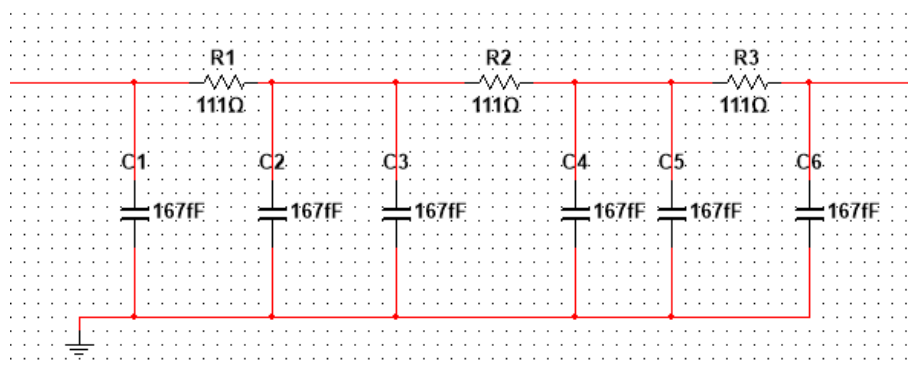 R1 R2 R3
111Ω 111Ω 111Ω
C1 C2 C3 C4 C5 C6
167fF 167fF 167fF 167fF 167fF 167fF